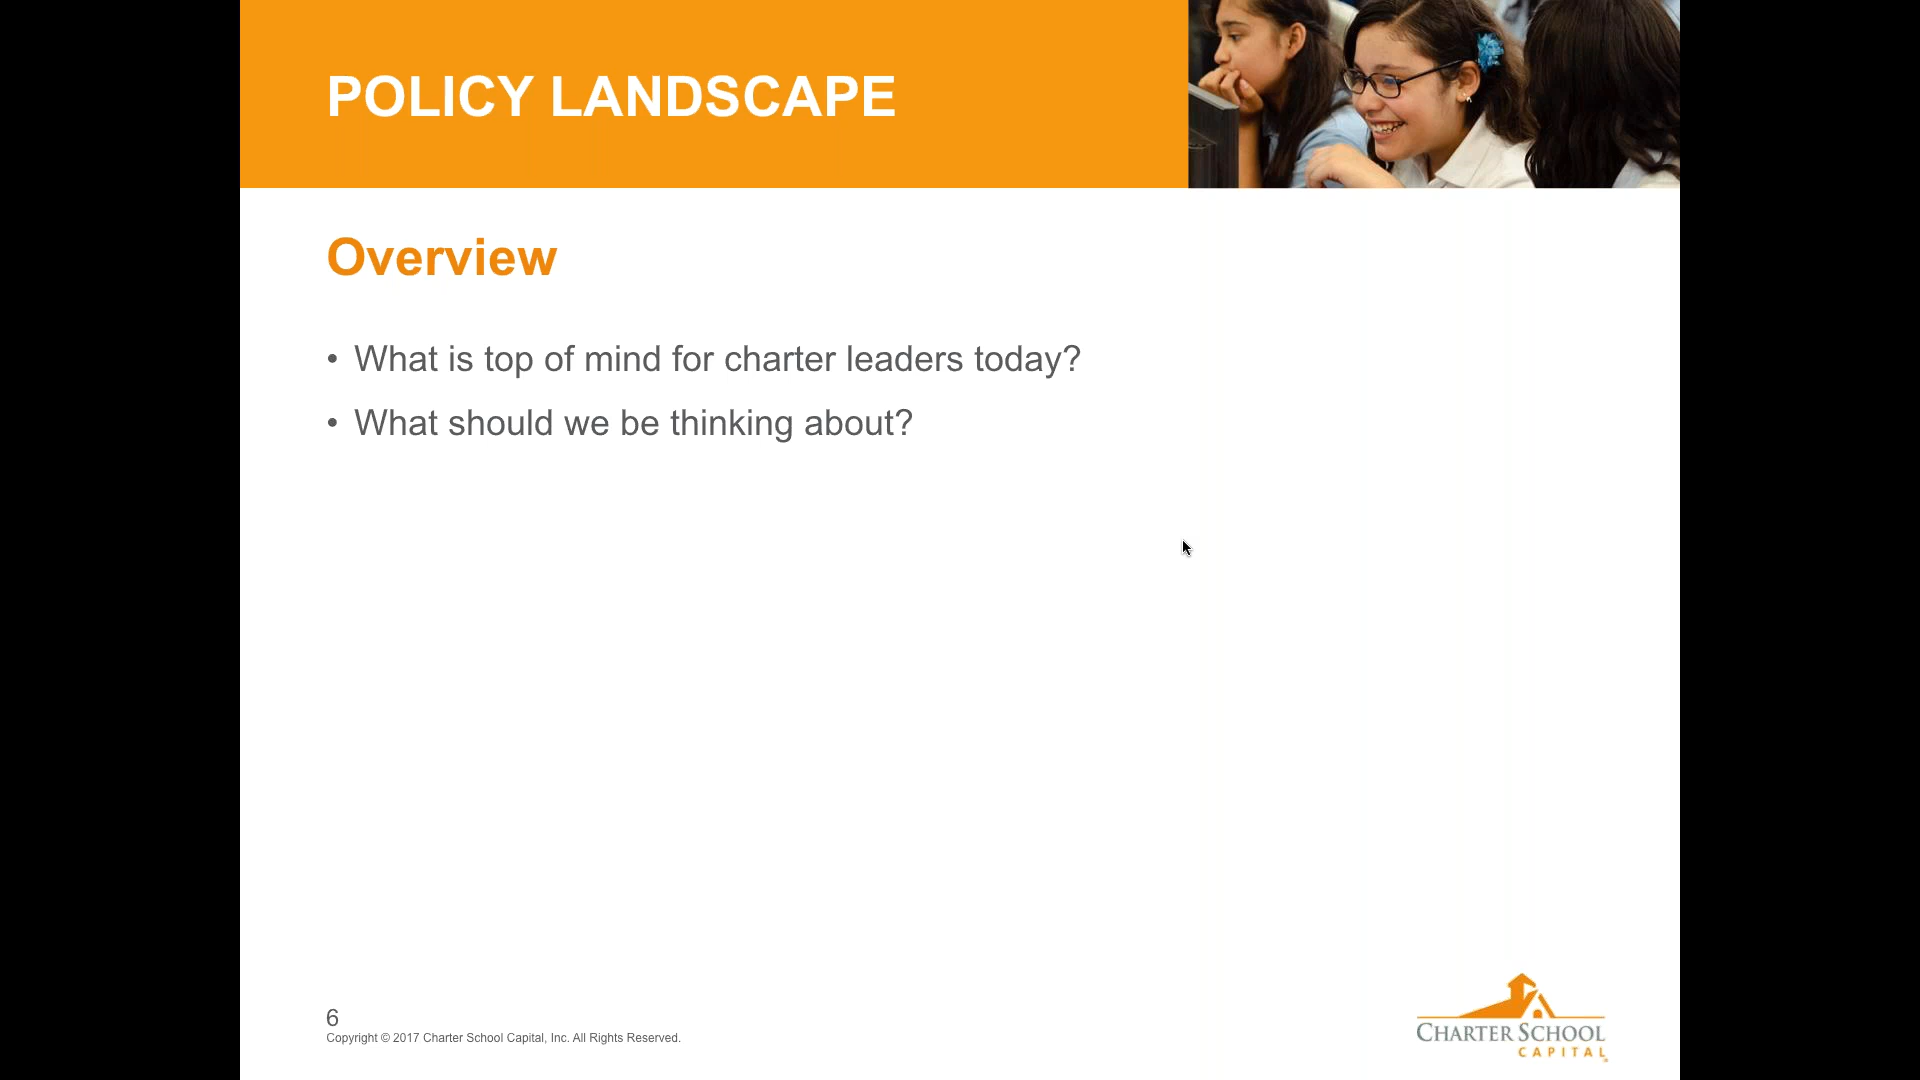 POLICY LANDSCAPE
Overview
• What is top of mind for charter leaders today?
• What should we be thinking about?
6
Copyright © 2017 Charter School Capital, Inc. All Rights Reserved.
CHARTER SCHOOL
CAPITAL